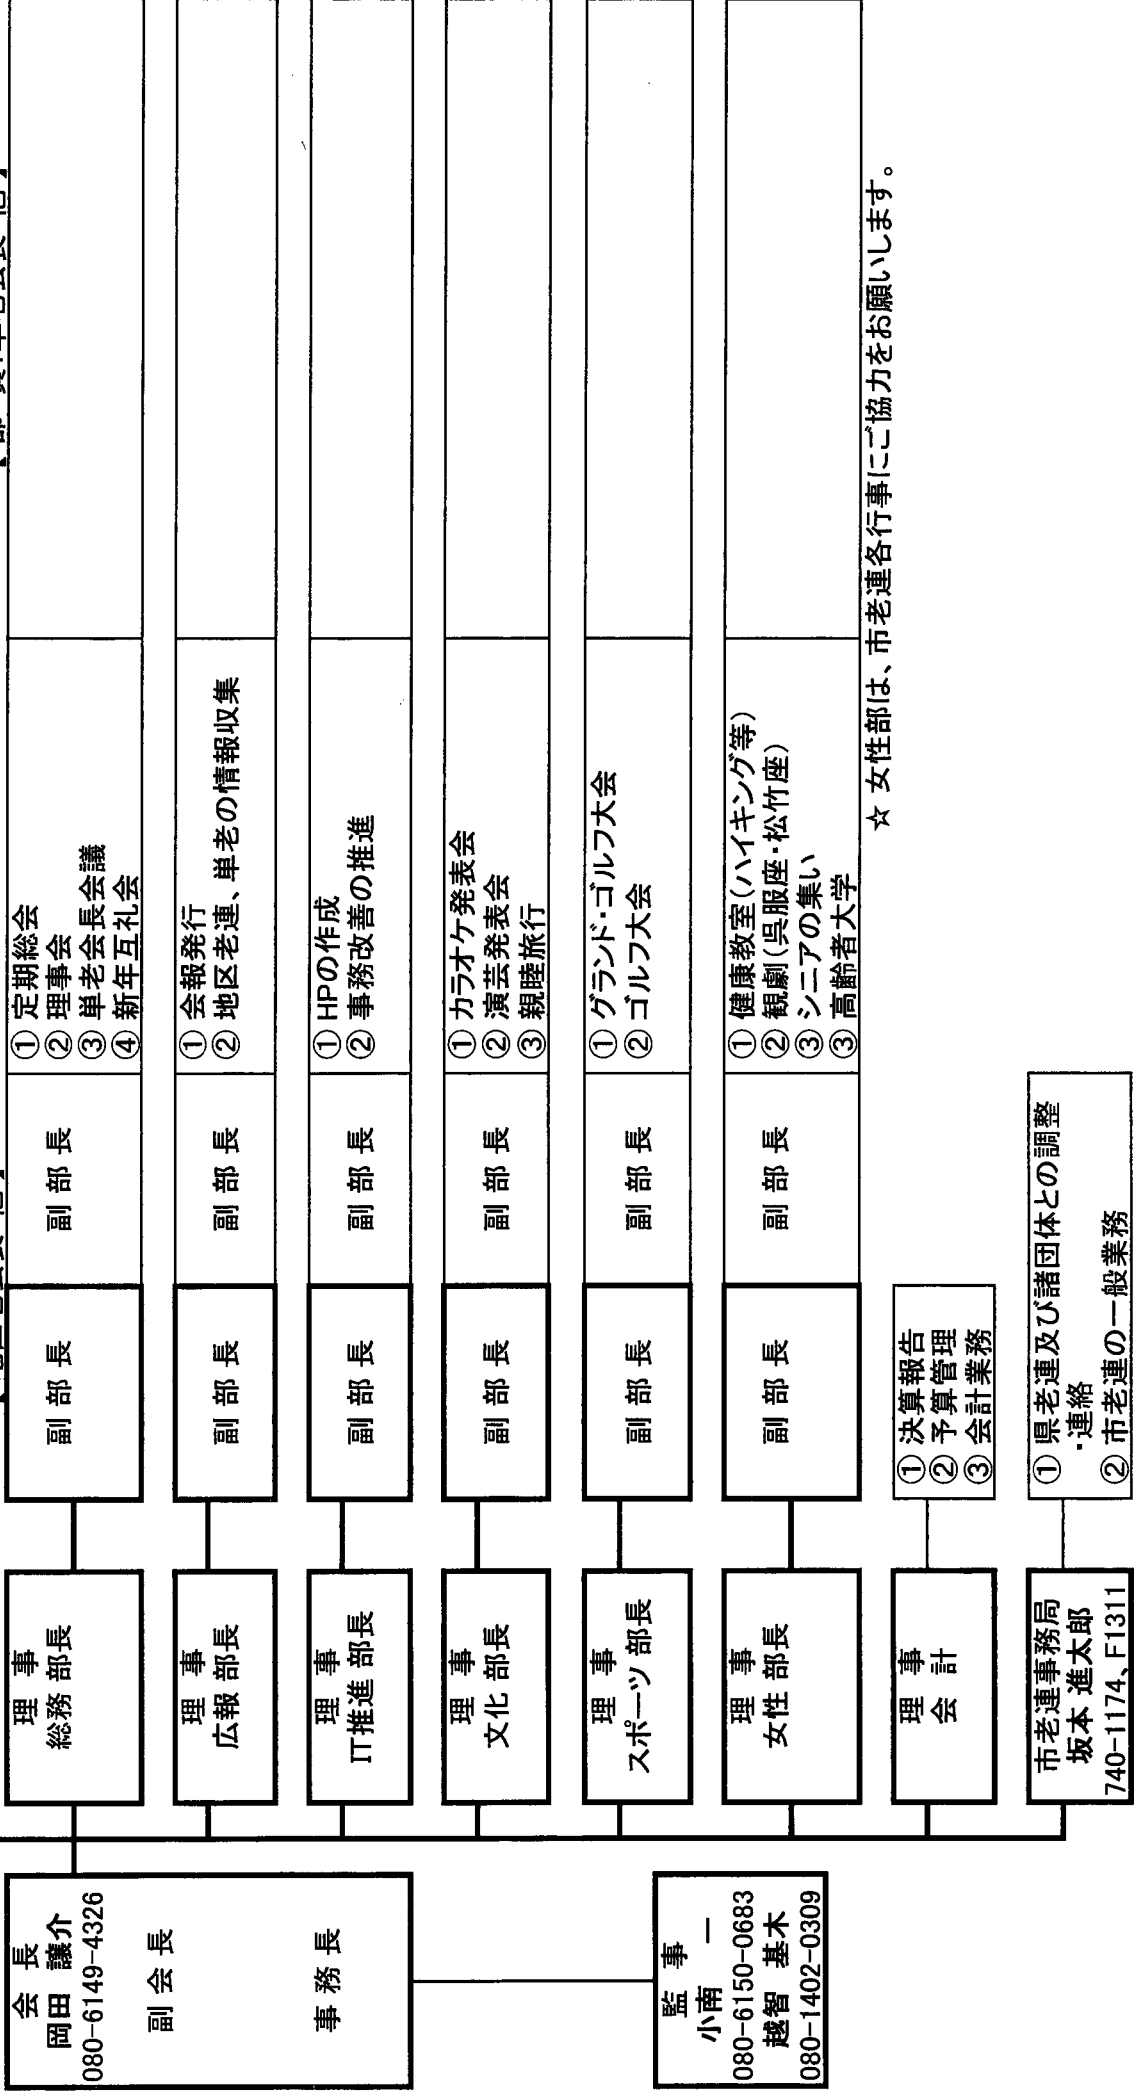 会 長
岡田 譲介
080-6149-4326
副 会 長
事 務 長
監 事
小南 一
080-6150-0683
越智 基木
080-1402-0309
理 事
総務 部長
副 部 長
副 部 長
① 定期総会
② 理事会
③ 単老会長会議
④ 新年互礼会
理 事
広報 部長
副 部 長
副 部 長
① 会報発行
② 地区老連、単老の情報収集
理 事
IT推進 部長
副 部 長
副 部 長
① HPの作成
② 事務改善の推進
理 事
文化 部長
副 部 長
副 部 長
① カラオケ発表会
② 演芸発表会
③ 親睦旅行
理 事
スポーツ 部長
副 部 長
副 部 長
① グランド・ゴルフ大会
② ゴルフ大会
理 事
女性 部長
副 部 長
副 部 長
① 健康教室(ハイキング等)
② 観劇(呉服座・松竹座)
③ シニアの集い
③ 高齢者大学
☆ 女性部は、市老連各行事にご協力をお願いします。
理 事
会 計
① 決算報告
② 予算管理
③ 会計業務
市老連事務局
坂本 進太郎
740-1174、F1311
① 県老連及び諸団体との調整
・連絡
② 市老連の一般業務